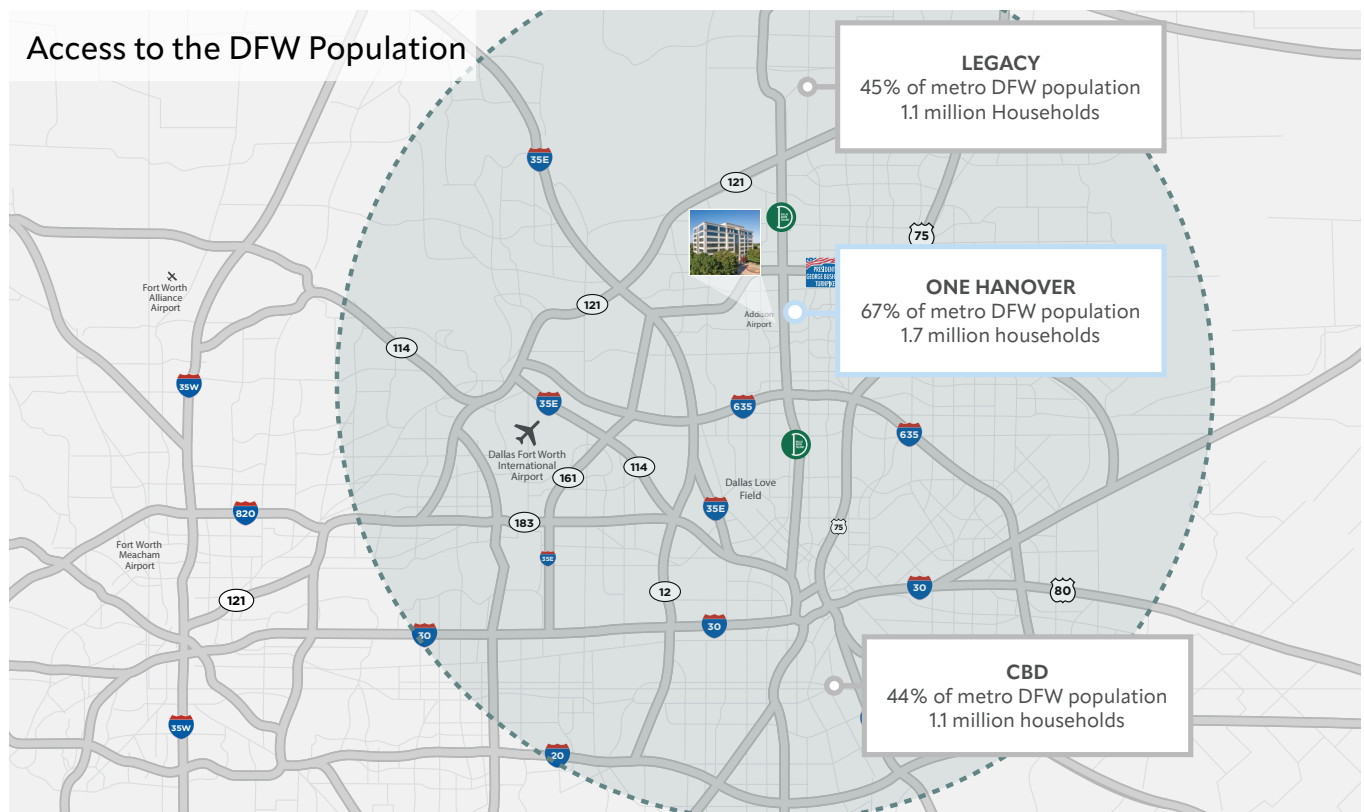 Access to the DFW Population
LEGACY
45% of metro DFW population
1.1 million Households
35E
121
75
PRESIDENT
GEORGE BUSH
TURNPIKE
ONE HANOVER
67% of metro DFW population
1.7 million households
Fort Worth
Alliance
Airport
121
Addison
Airport
114
35W
35E
635
635
Dallas Fort Worth
International
Airport
161
114
Dallas Love
Field
35E
820
183
75
Fort Worth
Meacham
Airport
35E
121
12
30
80
30
30
CBD
44% of metro DFW population
1.1 million households
35W
20